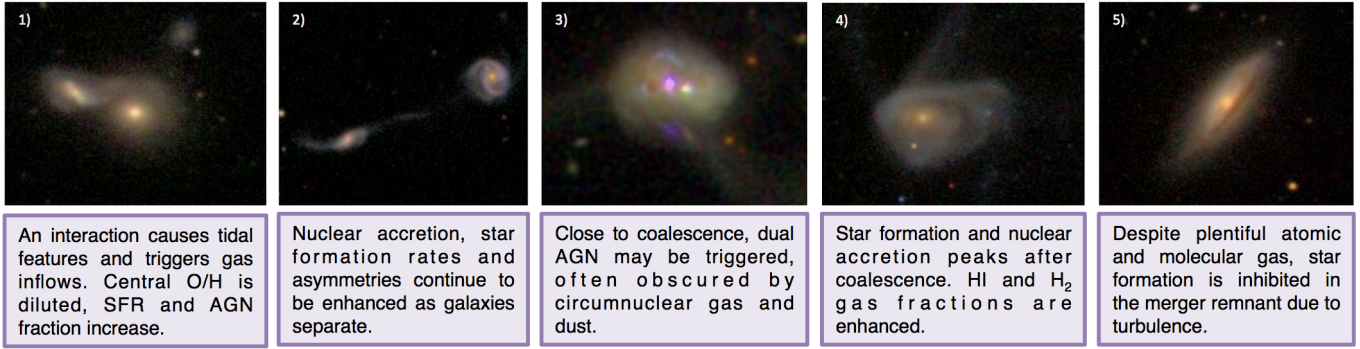 1)
An interaction causes tidal
features and triggers gas
inflows. Central O/H is
diluted, SFR and AGN
fraction increase.
2)
Nuclear accretion, star
formation rates and
asymmetries continue to
be enhanced as galaxies
separate.
3)
Close to coalescence, dual
AGN may be triggered,
often obscured by
circumnuclear gas and
dust.
4)
Star formation and nuclear
accretion peaks after
coalescence. HI and H₂
gas fractions are
enhanced.
5)
Despite plentiful atomic
and molecular gas, star
formation is inhibited in
the merger remnant due to
turbulence.